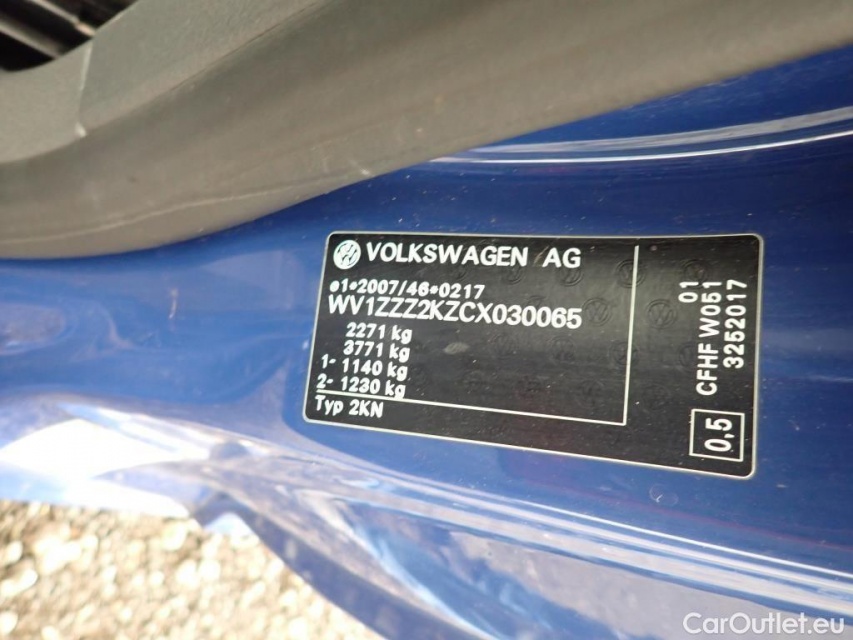 VOLKSWAGEN AG
e1*2007/46*0217
WV1ZZZ2KZCX030065
2271 kg
3771 kg
1- 1140 kg
2- 1230 kg
Typ 2KN
01
CFHF W051
3252017
0,5
CarOutlet.eu